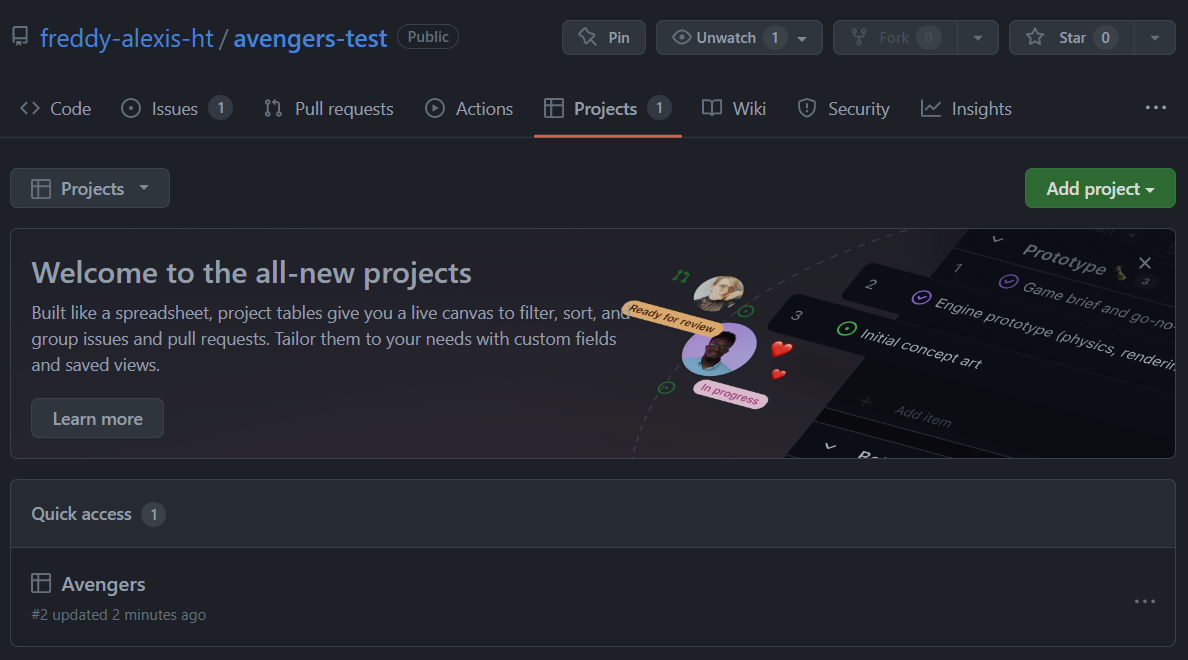 freddy-alexis-ht / avengers-test Public
Pin Unwatch 1 Fork 0 Star 0
Code Issues 1 Pull requests Actions Projects 1 Wiki Security Insights
Projects Add project
Welcome to the all-new projects
Built like a spreadsheet, project tables give you a live canvas to filter, sort, and
group issues and pull requests. Tailor them to your needs with custom fields
and saved views.
Learn more
Ready for review
In progress
Prototype 3
1 Game brief and go-no-
2 Engine prototype (physics, renderin
3 Initial concept art
Add item
Quick access 1
Avengers
#2 updated 2 minutes ago